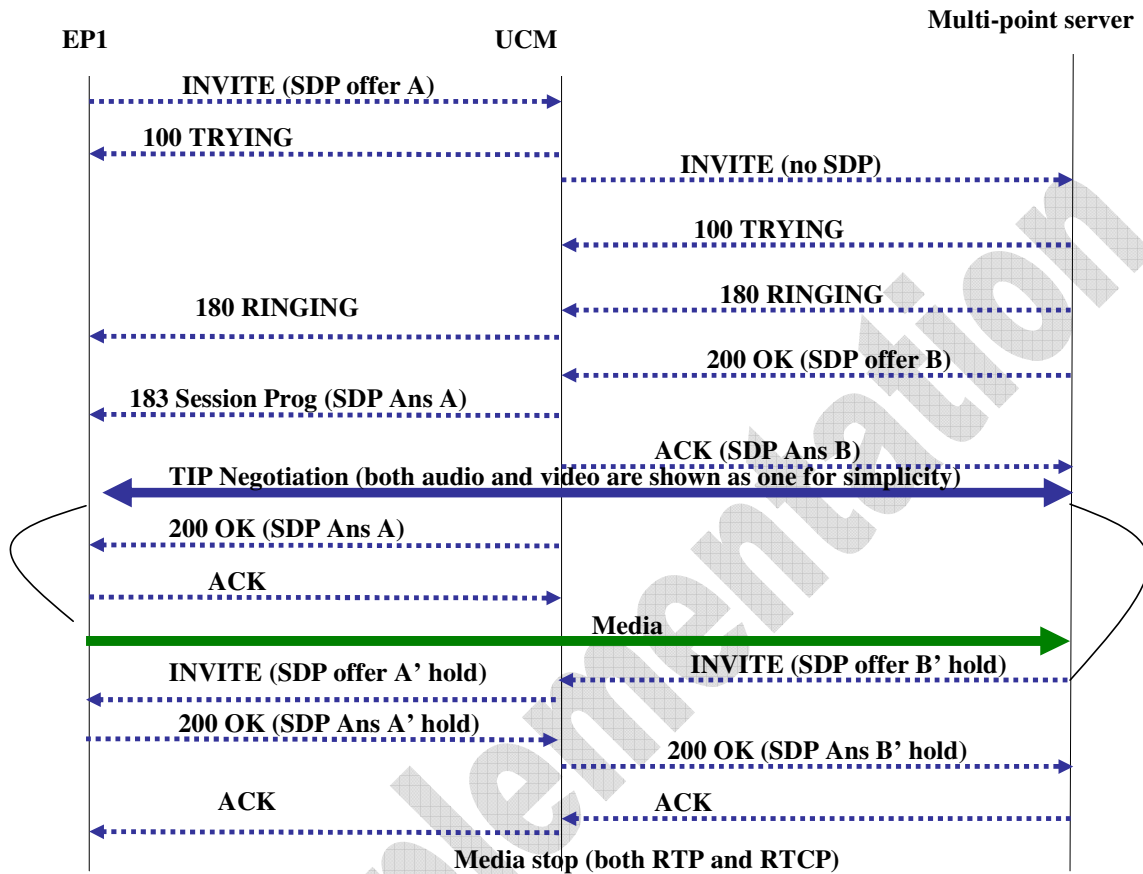 Multi-point server
EP1
UCM
INVITE (SDP offer A)
100 TRYING
INVITE (no SDP)
100 TRYING
180 RINGING
180 RINGING
200 OK (SDP offer B)
183 Session Prog (SDP Ans A)
ACK (SDP Ans B)
TIP Negotiation (both audio and video are shown as one for simplicity)
200 OK (SDP Ans A)
ACK
Media
INVITE (SDP offer B’ hold)
INVITE (SDP offer A’ hold)
200 OK (SDP Ans A’ hold)
200 OK (SDP Ans B’ hold)
ACK
ACK
Media stop (both RTP and RTCP)
plementation